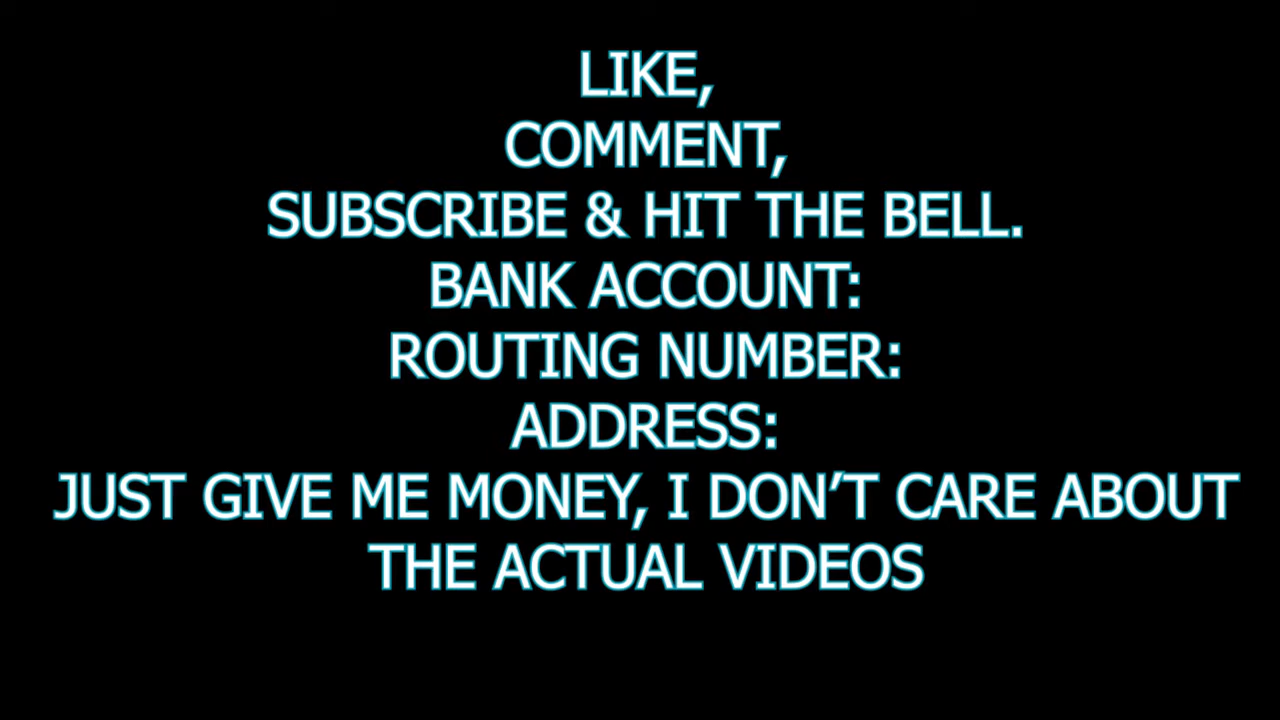 LIKE,
COMMENT,
SUBSCRIBE & HIT THE BELL.
BANK ACCOUNT:
ROUTING NUMBER:
ADDRESS:
JUST GIVE ME MONEY, I DON’T CARE ABOUT
THE ACTUAL VIDEOS